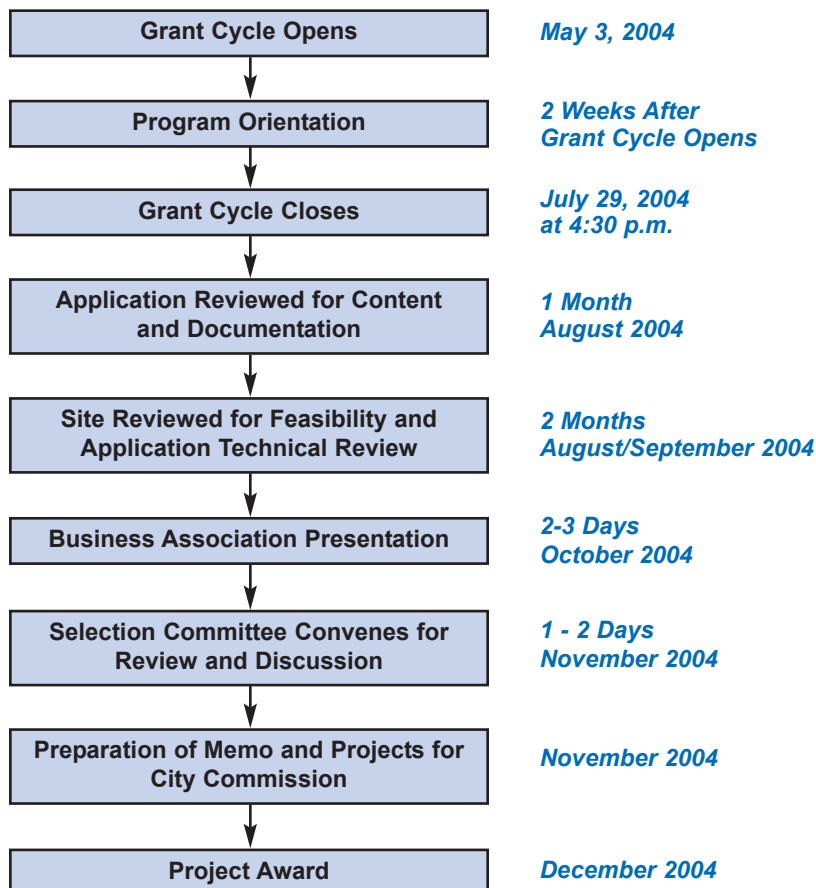 Grant Cycle Opens
May 3, 2004
Program Orientation
2 Weeks After
Grant Cycle Opens
Grant Cycle Closes
July 29, 2004
at 4:30 p.m.
Application Reviewed for Content
and Documentation
1 Month
August 2004
Site Reviewed for Feasibility and
Application Technical Review
2 Months
August/September 2004
Business Association Presentation
2-3 Days
October 2004
Selection Committee Convenes for
Review and Discussion
1 - 2 Days
November 2004
Preparation of Memo and Projects for
City Commission
November 2004
Project Award
December 2004